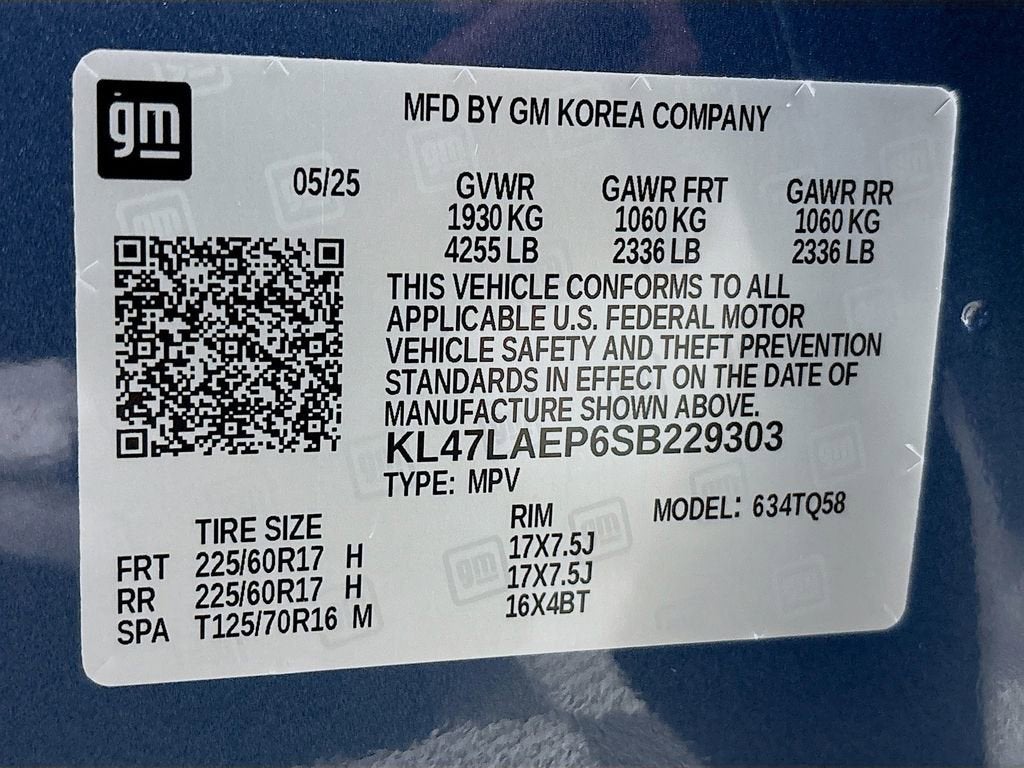 gm
MFD BY GM KOREA COMPANY
05/25
GVWR GAWR FRT GAWR RR
1930 KG 1060 KG 1060 KG
4255 LB 2336 LB 2336 LB
THIS VEHICLE CONFORMS TO ALL
APPLICABLE U.S. FEDERAL MOTOR
VEHICLE SAFETY AND THEFT PREVENTION
STANDARDS IN EFFECT ON THE DATE OF
MANUFACTURE SHOWN ABOVE.
KL47LAEP6SB229303
TYPE: MPV
MODEL: 634TQ58
TIRE SIZE RIM
FRT 225/60R17 H 17X7.5J
RR 225/60R17 H 17X7.5J
SPA T125/70R16 M 16X4BT